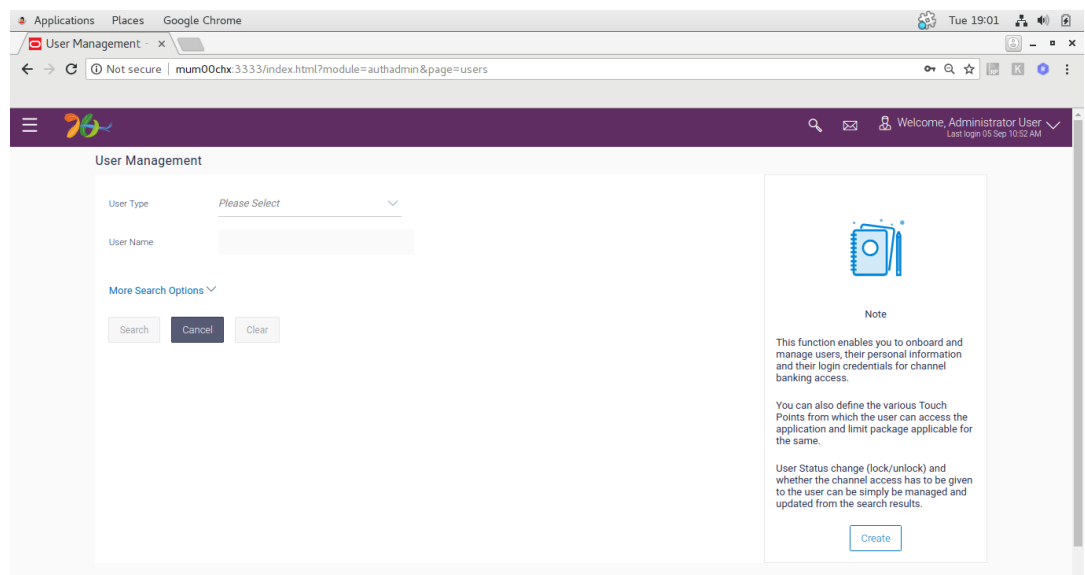 Applications Places Google Chrome Tue 19:01
User Management - ×
Not secure | mum00chx:3333/index.html?module=authadmin&page=users
Welcome, Administrator User
Last login 05 Sep 10:52 AM
User Management
User Type Please Select
User Name
More Search Options
Search Cancel Clear
Note
This function enables you to onboard and
manage users, their personal information
and their login credentials for channel
banking access.
You can also define the various Touch
Points from which the user can access the
application and limit package applicable for
the same.
User Status change (lock/unlock) and
whether the channel access has to be given
to the user can be simply be managed and
updated from the search results.
Create